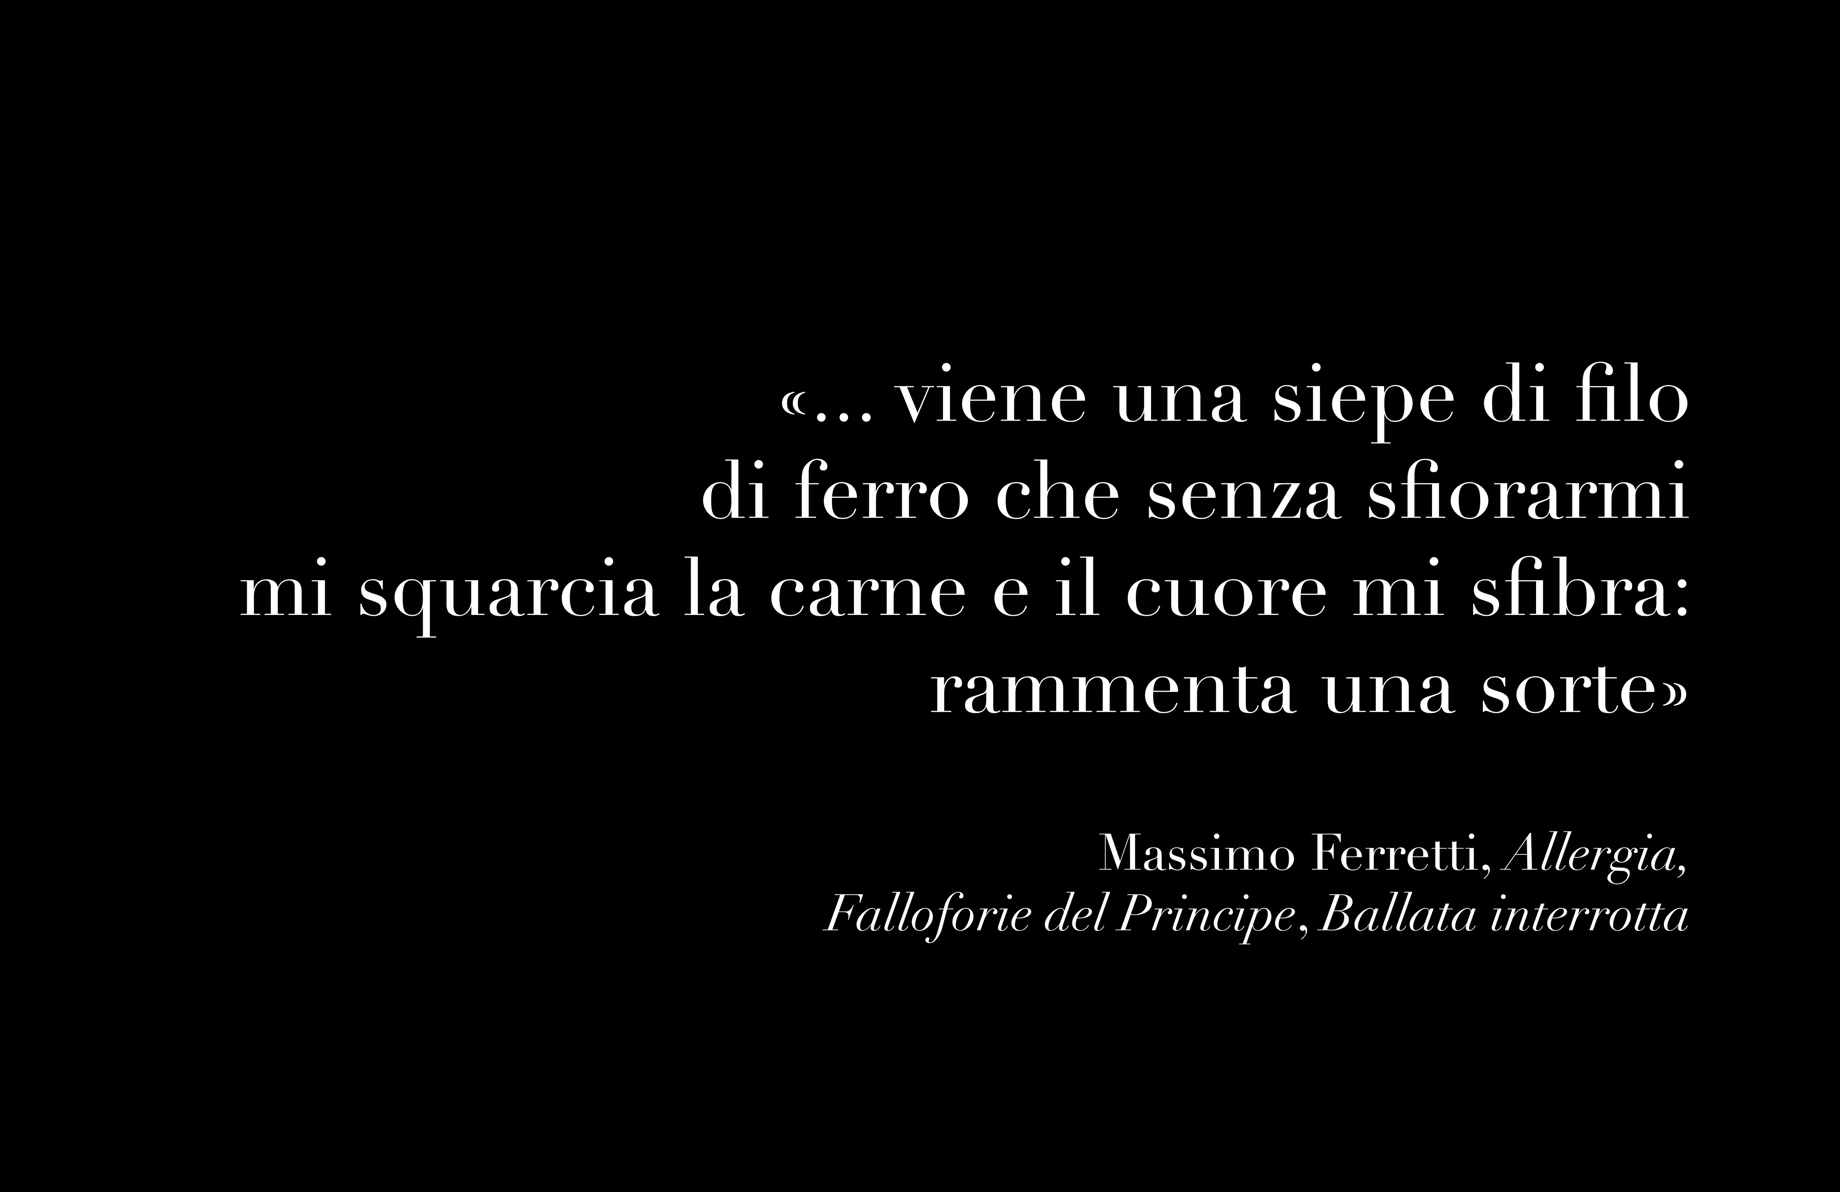 «... viene una siepe di filo
di ferro che senza sfiorarmi
mi squarcia la carne e il cuore mi sfibra:
rammenta una sorte»
Massimo Ferretti, Allergia,
Falloforie del Principe, Ballata interrotta